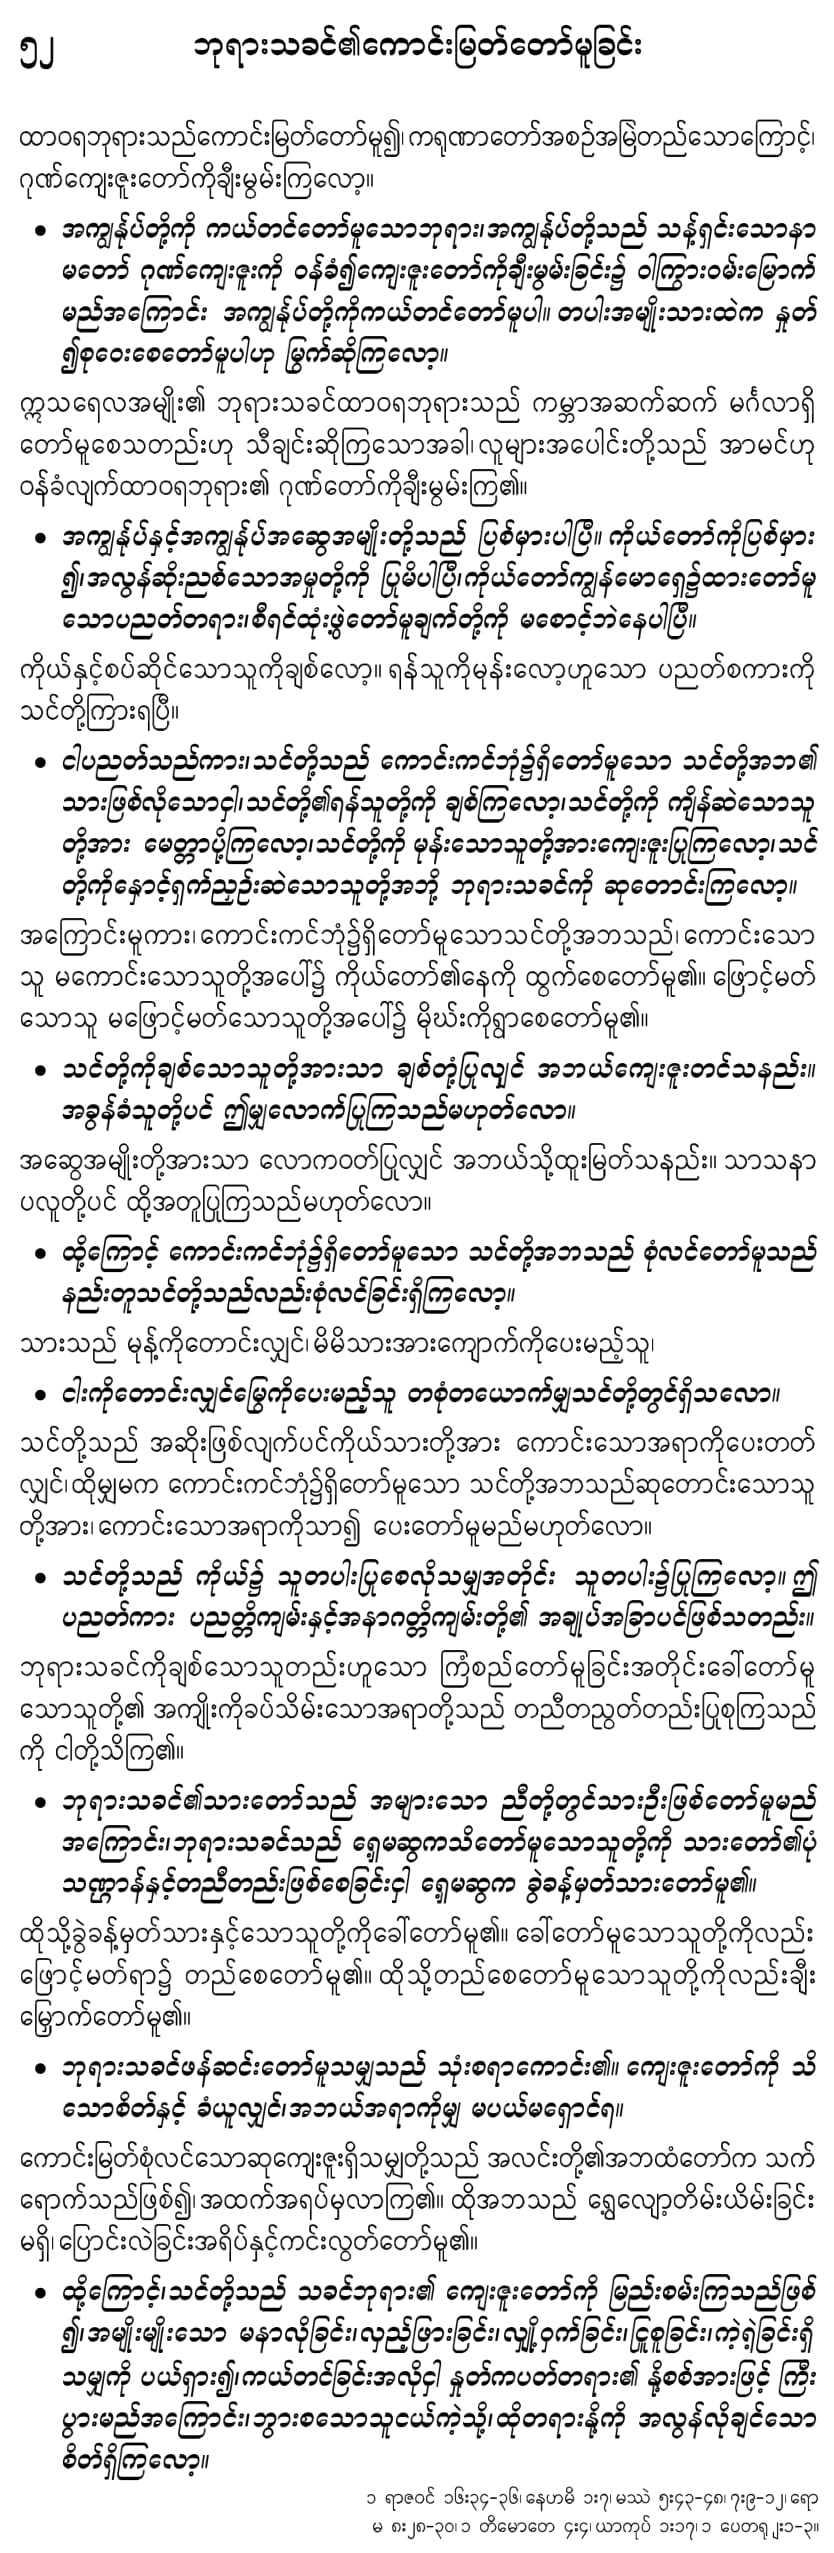 ၅၂ ဘုရားသခင်၏ကောင်းမြတ်တော်မူခြင်း
ထာဝရဘုရားသည်ကောင်းမြတ်တော်မူ၍၊ ကရုဏာတော်အစဉ်အမြဲတည်သောကြောင့်၊
ဂုဏ်ကျေးဇူးတော်ကိုချီးမွမ်းကြလော့။
• အကျွန်ုပ်တို့ကို ကယ်တင်တော်မူသောဘုရား၊ အကျွန်ုပ်တို့သည် သန့်ရှင်းသောနာ
မတော် ဂုဏ်ကျေးဇူးကို ဝန်ခံ၍ကျေးဇူးတော်ကိုချီးမွမ်းခြင်း၌ ဝါကြွားဝမ်းမြောက်
မည်အကြောင်း အကျွန်ုပ်တို့ကိုကယ်တင်တော်မူပါ။ တပါးအမျိုးသားထဲက နှုတ်
၍စုဝေးစေတော်မူပါဟု မြွက်ဆိုကြလော့။
ဣသရေလအမျိုး၏ ဘုရားသခင်ထာဝရဘုရားသည် ကမ္ဘာအဆက်ဆက် မင်္ဂလာရှိ
တော်မူစေသတည်းဟု သီချင်းဆိုကြသောအခါ၊ လူများအပေါင်းတို့သည် အာမင်ဟု
ဝန်ခံလျက်ထာဝရဘုရား၏ ဂုဏ်တော်ကိုချီးမွမ်းကြ၏။
• အကျွန်ုပ်နှင့်အကျွန်ုပ်အဆွေအမျိုးတို့သည် ပြစ်မှားပါပြီ။ ကိုယ်တော်ကိုပြစ်မှား
၍၊ အလွန်ဆိုးညစ်သောအမှုတို့ကို ပြုမိပါပြီ၊ ကိုယ်တော်ကျွန်မောရှေ၌ထားတော်မူ
သောပညတ်တရား၊ စီရင်ထုံးဖွဲ့တော်မူချက်တို့ကို မစောင့်ဘဲနေပါပြီ။
ကိုယ်နှင့်စပ်ဆိုင်သောသူကိုချစ်လော့။ ရန်သူကိုမုန်းလော့ဟူသော ပညတ်စကားကို
သင်တို့ကြားရပြီ။
• ငါပညတ်သည်ကား၊ သင်တို့သည် ကောင်းကင်ဘုံ၌ရှိတော်မူသော သင်တို့အဘ၏
သားဖြစ်လိုသောငှါ၊ သင်တို့၏ရန်သူတို့ကို ချစ်ကြလော့၊ သင်တို့ကို ကျိန်ဆဲသောသူ
တို့အား မေတ္တာပို့ကြလော့၊ သင်တို့ကို မုန်းသောသူတို့အားကျေးဇူးပြုကြလော့၊ သင်
တို့ကိုနှောင့်ရှက်ညှဉ်းဆဲသောသူတို့အဘို့ ဘုရားသခင်ကို ဆုတောင်းကြလော့။
အကြောင်းမူကား၊ ကောင်းကင်ဘုံ၌ရှိတော်မူသောသင်တို့အဘသည်၊ ကောင်းသော
သူ မကောင်းသောသူတို့အပေါ်၌ ကိုယ်တော်၏နေကို ထွက်စေတော်မူ၏။ ဖြောင့်မတ်
သောသူ မဖြောင့်မတ်သောသူတို့အပေါ်၌ မိုဃ်းကိုရွာစေတော်မူ၏။
• သင်တို့ကိုချစ်သောသူတို့အားသာ ချစ်တုံ့ပြုလျှင် အဘယ်ကျေးဇူးတင်သနည်း။
အခွန်ခံသူတို့ပင် ဤမျှလောက်ပြုကြသည်မဟုတ်လော။
အဆွေအမျိုးတို့အားသာ လောကဝတ်ပြုလျှင် အဘယ်သို့ထူးမြတ်သနည်း။ သာသနာ
ပလူတို့ပင် ထို့အတူပြုကြသည်မဟုတ်လော။
• ထို့ကြောင့် ကောင်းကင်ဘုံ၌ရှိတော်မူသော သင်တို့အဘသည် စုံလင်တော်မူသည်
နည်းတူသင်တို့သည်လည်းစုံလင်ခြင်းရှိကြလော့။
သားသည် မုန့်ကိုတောင်းလျှင်၊ မိမိသားအားကျောက်ကိုပေးမည့်သူ၊
• ငါးကိုတောင်းလျှင်မြွေကိုပေးမည့်သူ တစုံတယောက်မျှသင်တို့တွင်ရှိသလော။
သင်တို့သည် အဆိုးဖြစ်လျက်ပင်ကိုယ်သားတို့အား ကောင်းသောအရာကိုပေးတတ်
လျှင်၊ ထိုမျှမက ကောင်းကင်ဘုံ၌ရှိတော်မူသော သင်တို့အဘသည်ဆုတောင်းသောသူ
တို့အား၊ ကောင်းသောအရာကိုသာ၍ ပေးတော်မူမည်မဟုတ်လော။
• သင်တို့သည် ကိုယ်၌ သူတပါးပြုစေလိုသမျှအတိုင်း သူတပါး၌ပြုကြလော့။ ဤ
ပညတ်ကား ပညတ္တိကျမ်းနှင့်အနာဂတ္တိကျမ်းတို့၏ အချုပ်အခြာပင်ဖြစ်သတည်း။
ဘုရားသခင်ကိုချစ်သောသူတည်းဟူသော ကြံစည်တော်မူခြင်းအတိုင်းခေါ်တော်မူ
သောသူတို့၏ အကျိုးကိုခပ်သိမ်းသောအရာတို့သည် တညီတညွတ်တည်းပြုစုကြသည်
ကို ငါတို့သိကြ၏။
• ဘုရားသခင်၏သားတော်သည် အများသော ညီတို့တွင်သားဦးဖြစ်တော်မူမည်
အကြောင်း၊ ဘုရားသခင်သည် ရှေ့မဆွကသိတော်မူသောသူတို့ကို သားတော်၏ပုံ
သဏ္ဌာန်နှင့်တညီတည်းဖြစ်စေခြင်းငှါ ရှေ့မဆွက ခွဲခန့်မှတ်သားတော်မူ၏။
ထိုသို့ခွဲခန့်မှတ်သားနှင့်သောသူတို့ကိုခေါ်တော်မူ၏။ ခေါ်တော်မူသောသူတို့ကိုလည်း
ဖြောင့်မတ်ရာ၌ တည်စေတော်မူ၏။ ထိုသို့တည်စေတော်မူသောသူတို့ကိုလည်းချီး
မြှောက်တော်မူ၏။
• ဘုရားသခင်ဖန်ဆင်းတော်မူသမျှသည် သုံးစရာကောင်း၏။ ကျေးဇူးတော်ကို သိ
သောစိတ်နှင့် ခံယူလျှင်၊ အဘယ်အရာကိုမျှ မပယ်မရှောင်ရ။
ကောင်းမြတ်စုံလင်သောဆုကျေးဇူးရှိသမျှတို့သည် အလင်းတို့၏အဘထံတော်က သက်
ရောက်သည်ဖြစ်၍၊ အထက်အရပ်မှလာကြ၏။ ထိုအဘသည် ရွေ့လျော့တိမ်းယိမ်းခြင်း
မရှိ၊ ပြောင်းလဲခြင်းအရိပ်နှင့်ကင်းလွတ်တော်မူ၏။
• ထို့ကြောင့်၊ သင်တို့သည် သခင်ဘုရား၏ ကျေးဇူးတော်ကို မြည်းစမ်းကြသည်ဖြစ်
၍၊ အမျိုးမျိုးသော မနာလိုခြင်း၊ လှည့်ဖြားခြင်း၊ လျှို့ဝှက်ခြင်း၊ ငြူစူခြင်း၊ ကဲ့ရဲ့ခြင်းရှိ
သမျှကို ပယ်ရှား၍၊ ကယ်တင်ခြင်းအလိုငှါ နှုတ်ကပတ်တရား၏ နို့စစ်အားဖြင့် ကြီး
ပွားမည်အကြောင်း၊ ဘွားစသောသူငယ်ကဲ့သို့၊ ထိုတရားနို့ကို အလွန်လိုချင်သော
စိတ်ရှိကြလော့။
၁ ရာဇဝင် ၁၆း၃၄-၃၆၊ နေဟမိ ၁း၇၊ မဿဲ ၅း၄၃-၄၈၊ ၇း၉-၁၂၊ ရော
မ ၈း၂၈-၃၀၊ ၁ တိမောတေ ၄း၄၊ ယာကုပ် ၁း၁၇၊ ၁ ပေတရု ၂း၁-၃။